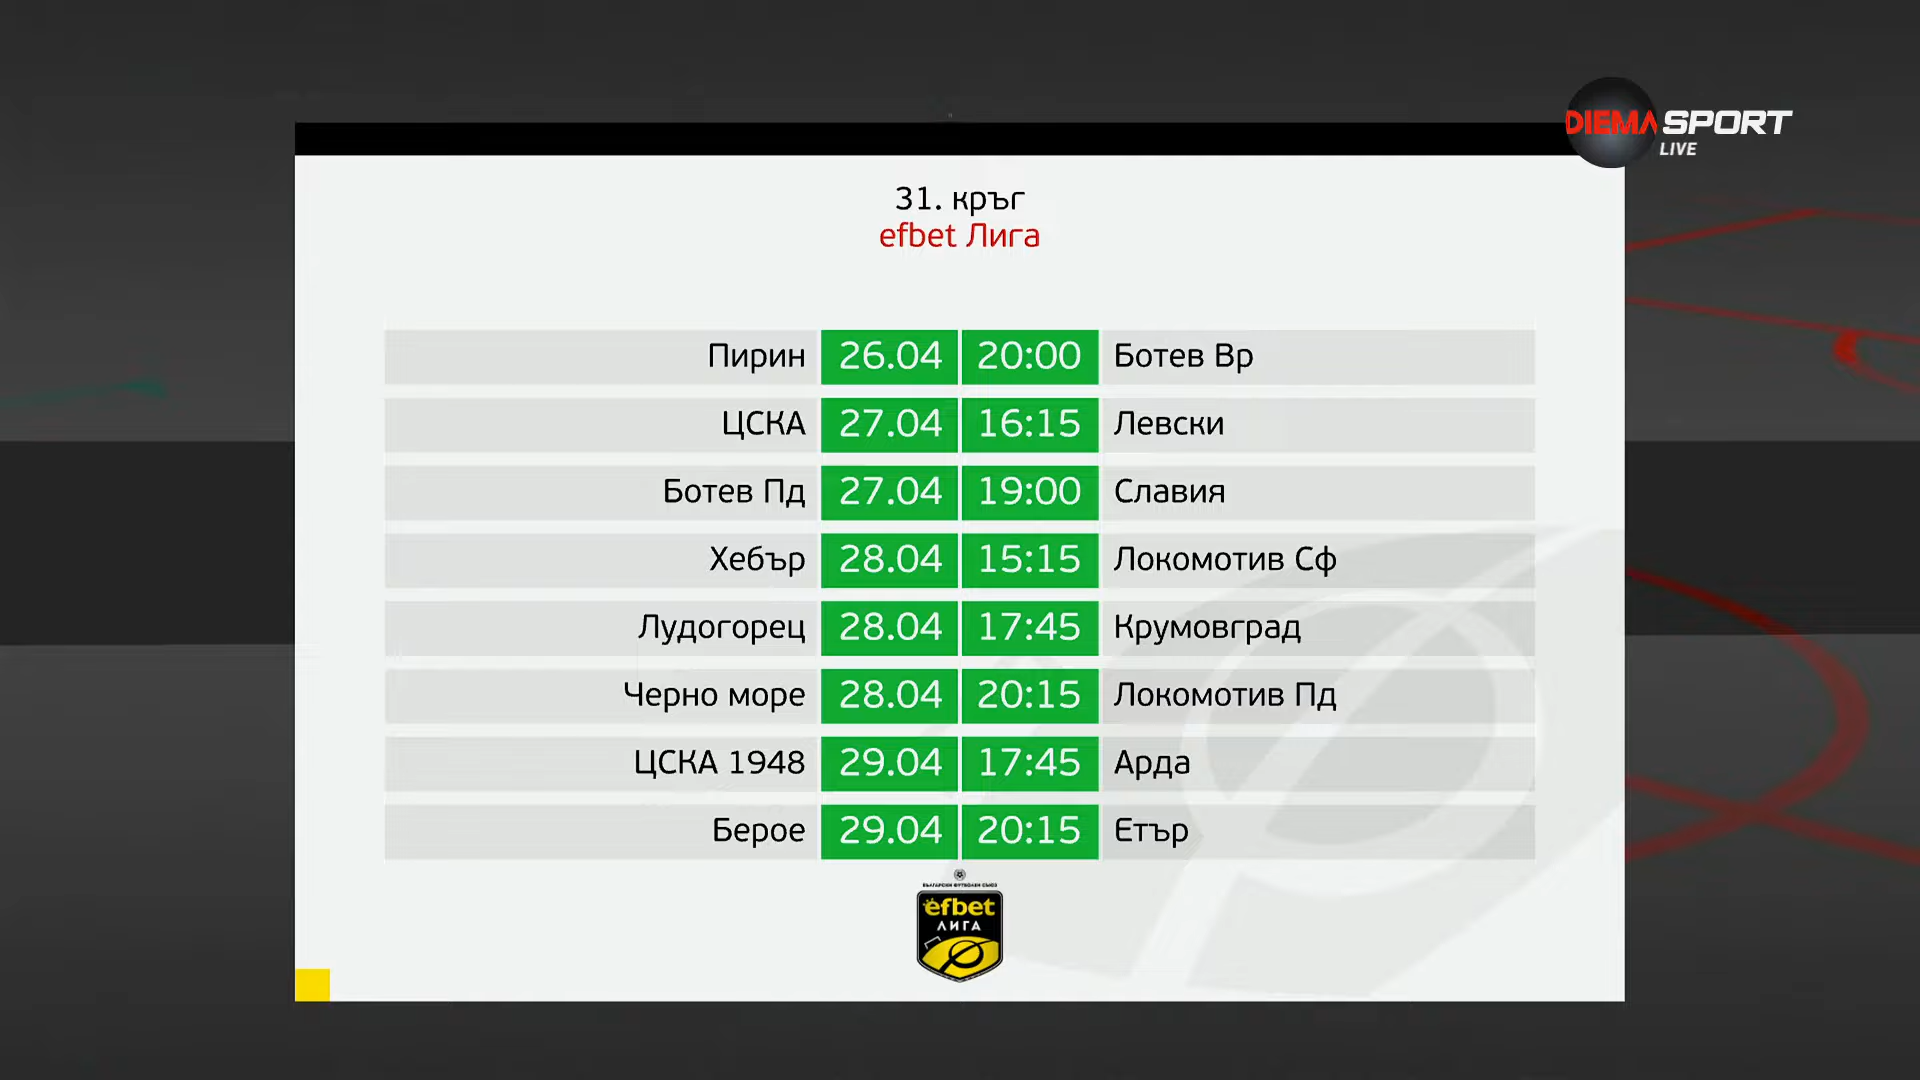 DIEMA SPORT
LIVE
31. кръг
efbet Лига
Пирин 26.04 20:00 Ботев Вр
ЦСКА 27.04 16:15 Левски
Ботев Пд 27.04 19:00 Славия
Хебър 28.04 15:15 Локомотив Сф
Лудогорец 28.04 17:45 Крумовград
Черно море 28.04 20:15 Локомотив Пд
ЦСКА 1948 29.04 17:45 Арда
Берое 29.04 20:15 Етър
БЪЛГАРСКИ ФУТБОЛЕН СЪЮЗ
efbet
ЛИГА